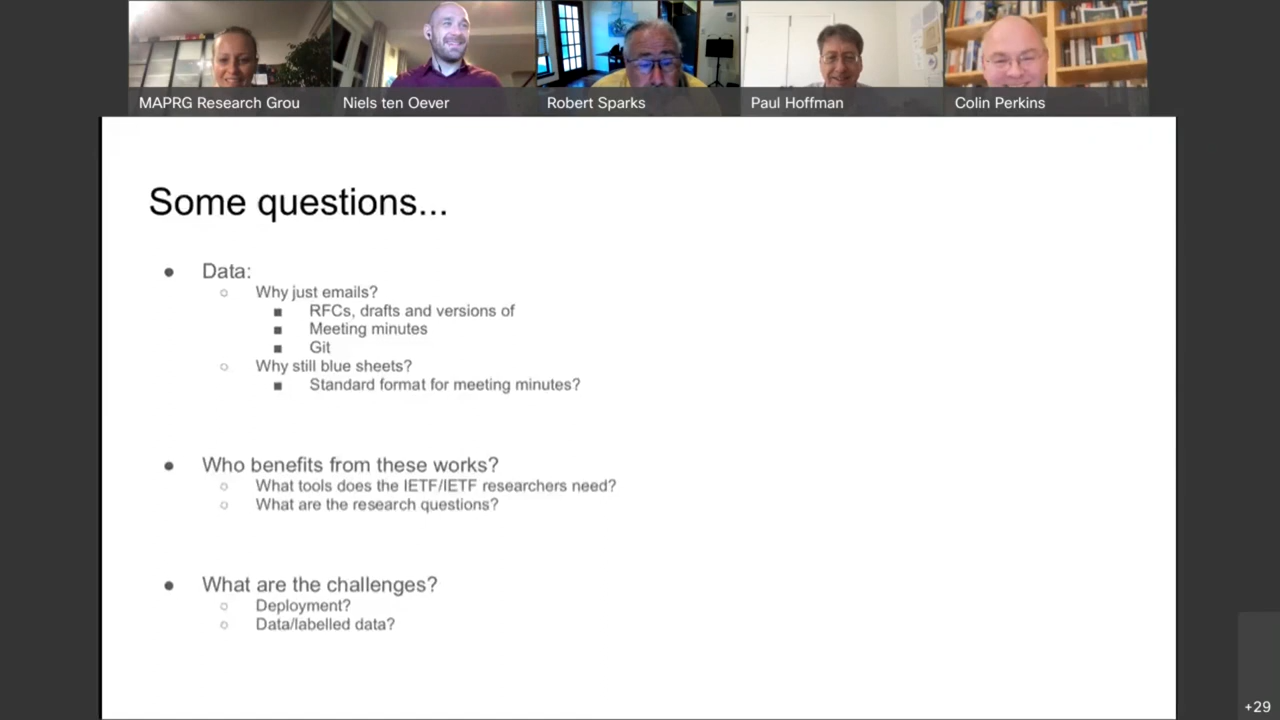 MAPRG Research Grou
Niels ten Oever
Robert Sparks
Paul Hoffman
Colin Perkins
Some questions...
● Data:
○ Why just emails?
■ RFCs, drafts and versions of
■ Meeting minutes
■ Git
○ Why still blue sheets?
■ Standard format for meeting minutes?
● Who benefits from these works?
○ What tools does the IETF/IETF researchers need?
○ What are the research questions?
● What are the challenges?
○ Deployment?
○ Data/labelled data?
+29